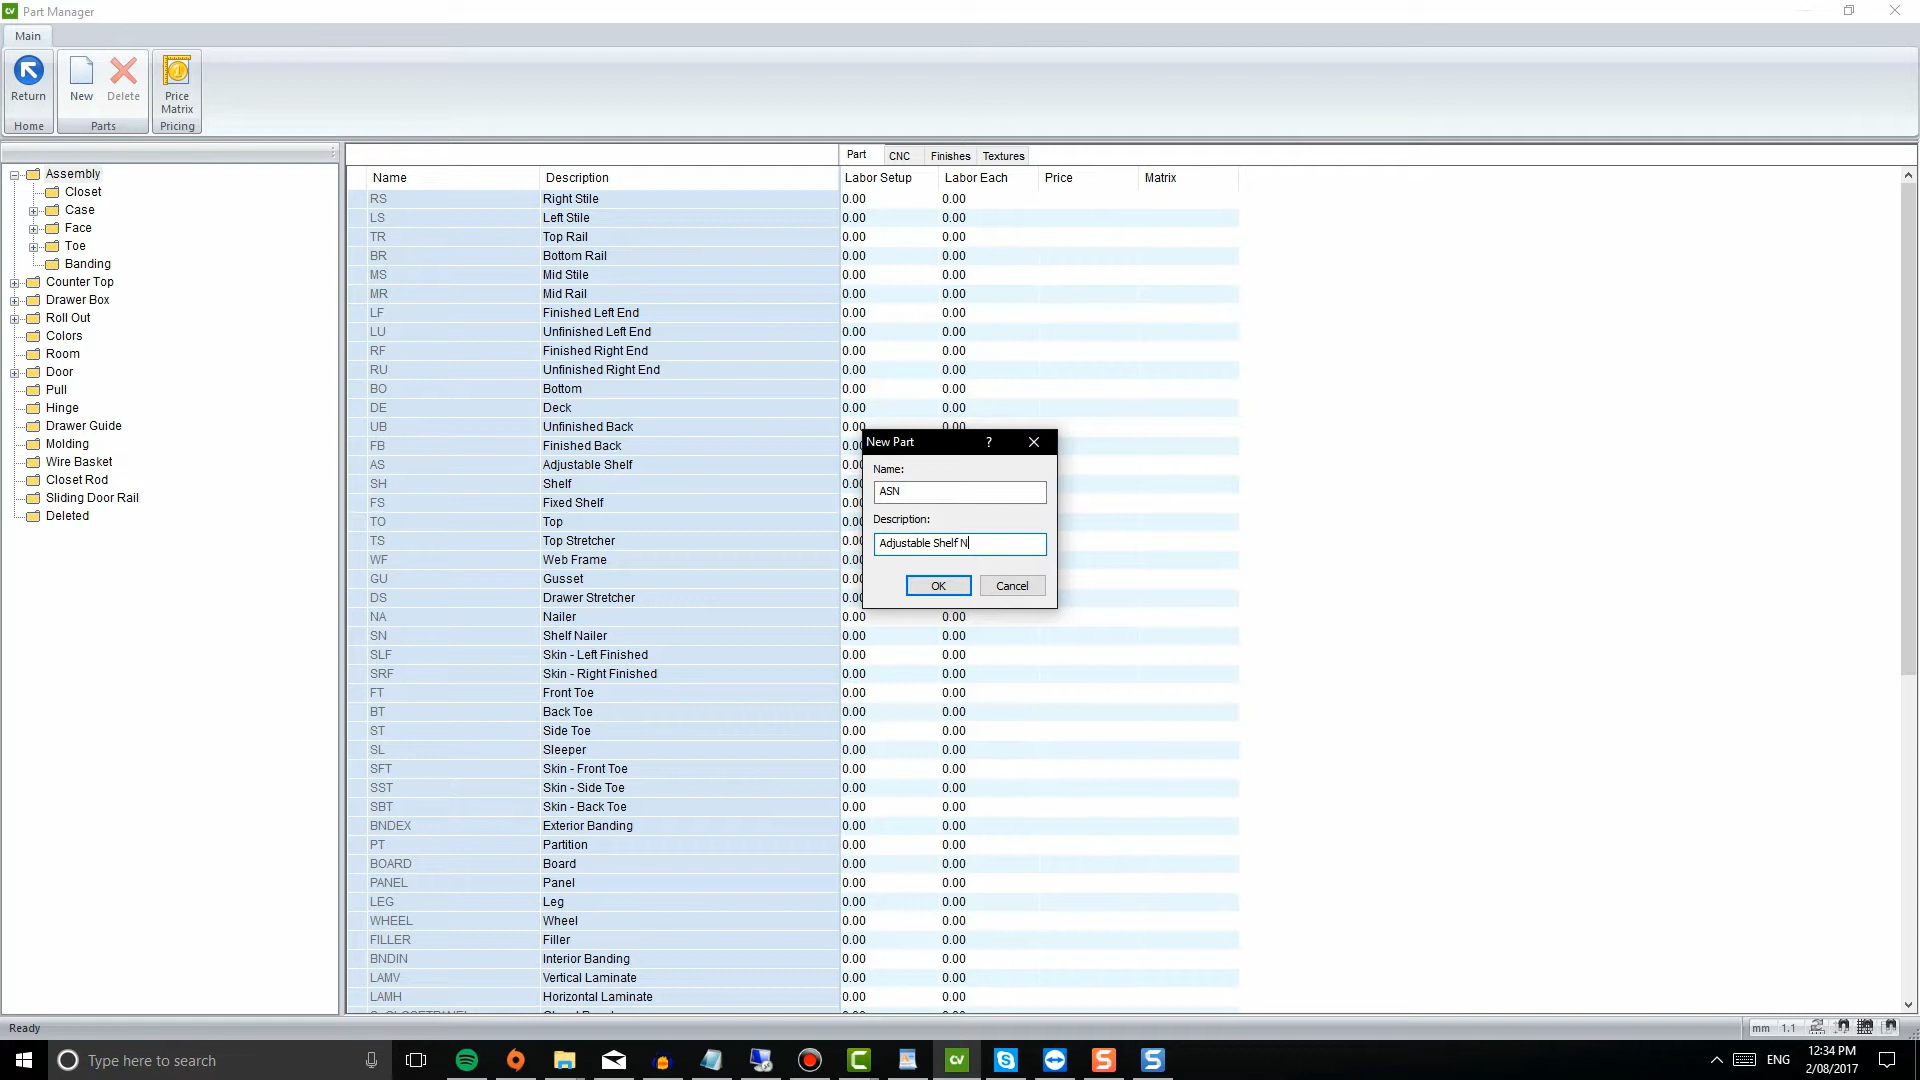 CV Part Manager
Main
Return New Delete Price Matrix
Home Parts Pricing
Assembly
Closet
Case
Face
Toe
Banding
Counter Top
Drawer Box
Roll Out
Colors
Room
Door
Pull
Hinge
Drawer Guide
Molding
Wire Basket
Closet Rod
Sliding Door Rail
Deleted
Part CNC Finishes Textures
Name Description Labor Setup Labor Each Price Matrix
RS Right Stile 0.00 0.00
LS Left Stile 0.00 0.00
TR Top Rail 0.00 0.00
BR Bottom Rail 0.00 0.00
MS Mid Stile 0.00 0.00
MR Mid Rail 0.00 0.00
LF Finished Left End 0.00 0.00
LU Unfinished Left End 0.00 0.00
RF Finished Right End 0.00 0.00
RU Unfinished Right End 0.00 0.00
BO Bottom 0.00 0.00
DE Deck 0.00 0.00
UB Unfinished Back 0.00 0.00
FB Finished Back
AS Adjustable Shelf
SH Shelf
FS Fixed Shelf
TO Top
TS Top Stretcher
WF Web Frame
GU Gusset
DS Drawer Stretcher
NA Nailer 0.00 0.00
SN Shelf Nailer 0.00 0.00
SLF Skin - Left Finished 0.00 0.00
SRF Skin - Right Finished 0.00 0.00
FT Front Toe 0.00 0.00
BT Back Toe 0.00 0.00
ST Side Toe 0.00 0.00
SL Sleeper 0.00 0.00
SFT Skin - Front Toe 0.00 0.00
SST Skin - Side Toe 0.00 0.00
SBT Skin - Back Toe 0.00 0.00
BNDEX Exterior Banding 0.00 0.00
PT Partition 0.00 0.00
BOARD Board 0.00 0.00
PANEL Panel 0.00 0.00
LEG Leg 0.00 0.00
WHEEL Wheel 0.00 0.00
FILLER Filler 0.00 0.00
BNDIN Interior Banding 0.00 0.00
LAMV Vertical Laminate 0.00 0.00
LAMH Horizontal Laminate 0.00 0.00
New Part ?
Name:
ASN
Description:
Adjustable Shelf N
OK Cancel
Ready
mm 1.1
Type here to search
CV
ENG
12:34 PM
2/08/2017